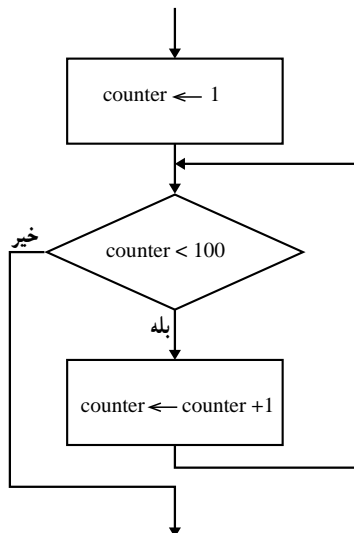 counter ← 1
خیر
counter < 100
بله
counter ← counter +1